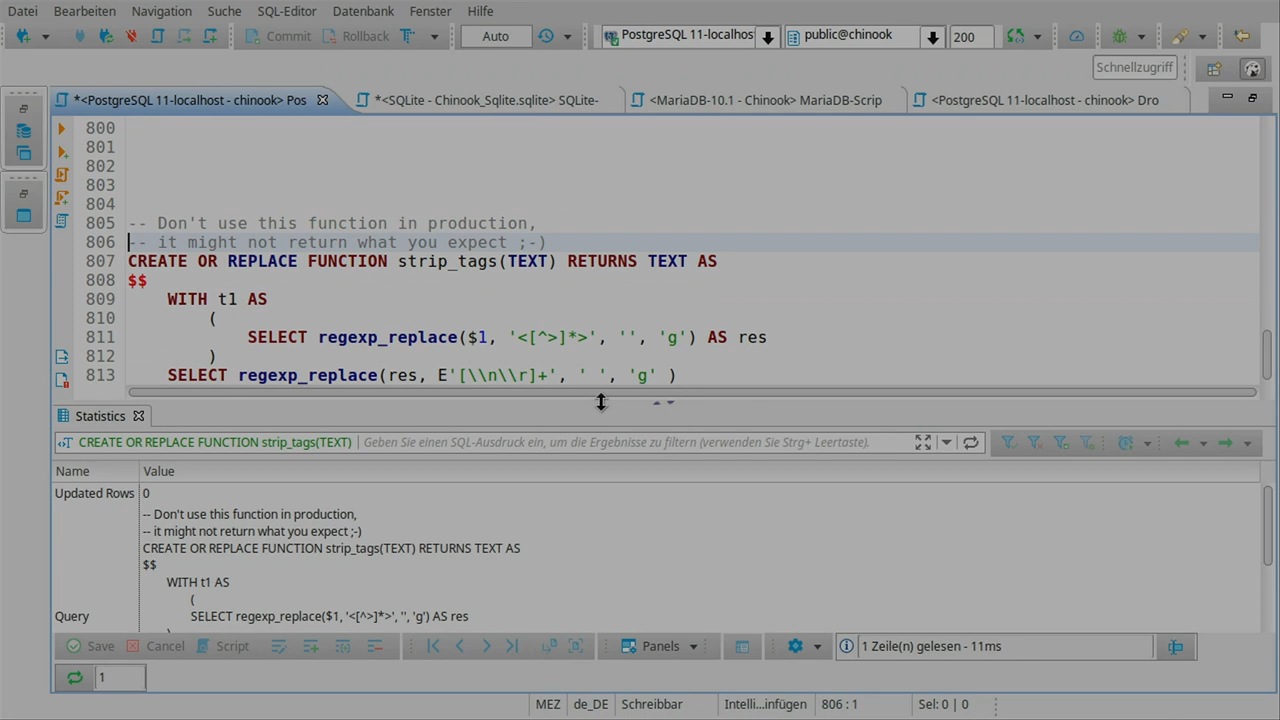 Datei Bearbeiten Navigation Suche SQL-Editor Datenbank Fenster Hilfe
Commit Rollback Auto PostgreSQL 11-localhost public@chinook 200
Schnellzugriff
*<PostgreSQL 11-localhost - chinook> Pos *<SQLite - Chinook_Sqlite.sqlite> SQLite- <MariaDB-10.1 - Chinook> MariaDB-Scrip <PostgreSQL 11-localhost - chinook> Dro
800
801
802
803
804
805 -- Don't use this function in production,
806 -- it might not return what you expect ;-)
807 CREATE OR REPLACE FUNCTION strip_tags(TEXT) RETURNS TEXT AS
808 $$
809 WITH t1 AS
810 (
811 SELECT regexp_replace($1, '<[^>]*>', '', 'g') AS res
812 )
813 SELECT regexp_replace(res, E'[\\n\\r]+', ' ', 'g' )
Statistics
CREATE OR REPLACE FUNCTION strip_tags(TEXT) Geben Sie einen SQL-Ausdruck ein, um die Ergebnisse zu filtern (verwenden Sie Strg+ Leertaste).
Name Value
Updated Rows 0
-- Don't use this function in production,
-- it might not return what you expect ;-)
CREATE OR REPLACE FUNCTION strip_tags(TEXT) RETURNS TEXT AS
$$
WITH t1 AS
(
Query SELECT regexp_replace($1, '<[^>]*>', '', 'g') AS res
)
Save Cancel Script Panels 1 Zeile(n) gelesen - 11ms
1
MEZ de_DE Schreibbar Intelli...infügen 806 : 1 Sel: 0 | 0